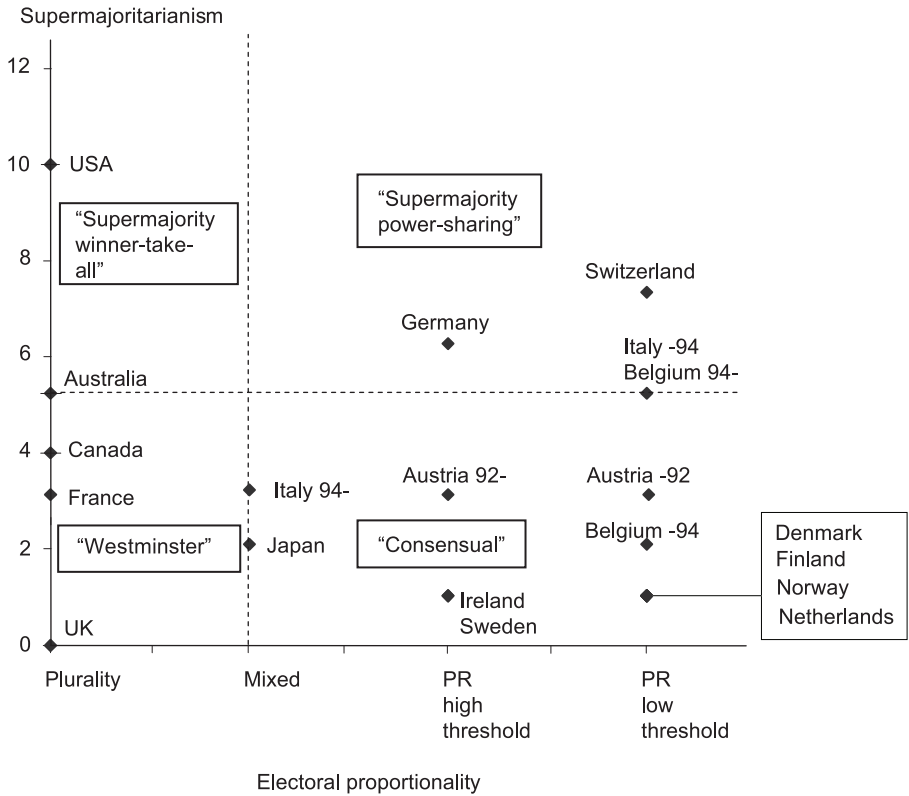 Supermajoritarianism
12
10
USA
“Supermajority
winner-take-
all”
“Supermajority
power-sharing”
8
Switzerland
Germany
6
Italy -94
Belgium 94-
Australia
4
Canada
Austria 92-
Austria -92
France
Italy 94-
“Westminster”
Japan
“Consensual”
Belgium -94
2
Denmark
Finland
Norway
Netherlands
Ireland
Sweden
UK
0
Plurality
Mixed
PR
high
threshold
PR
low
threshold
Electoral proportionality